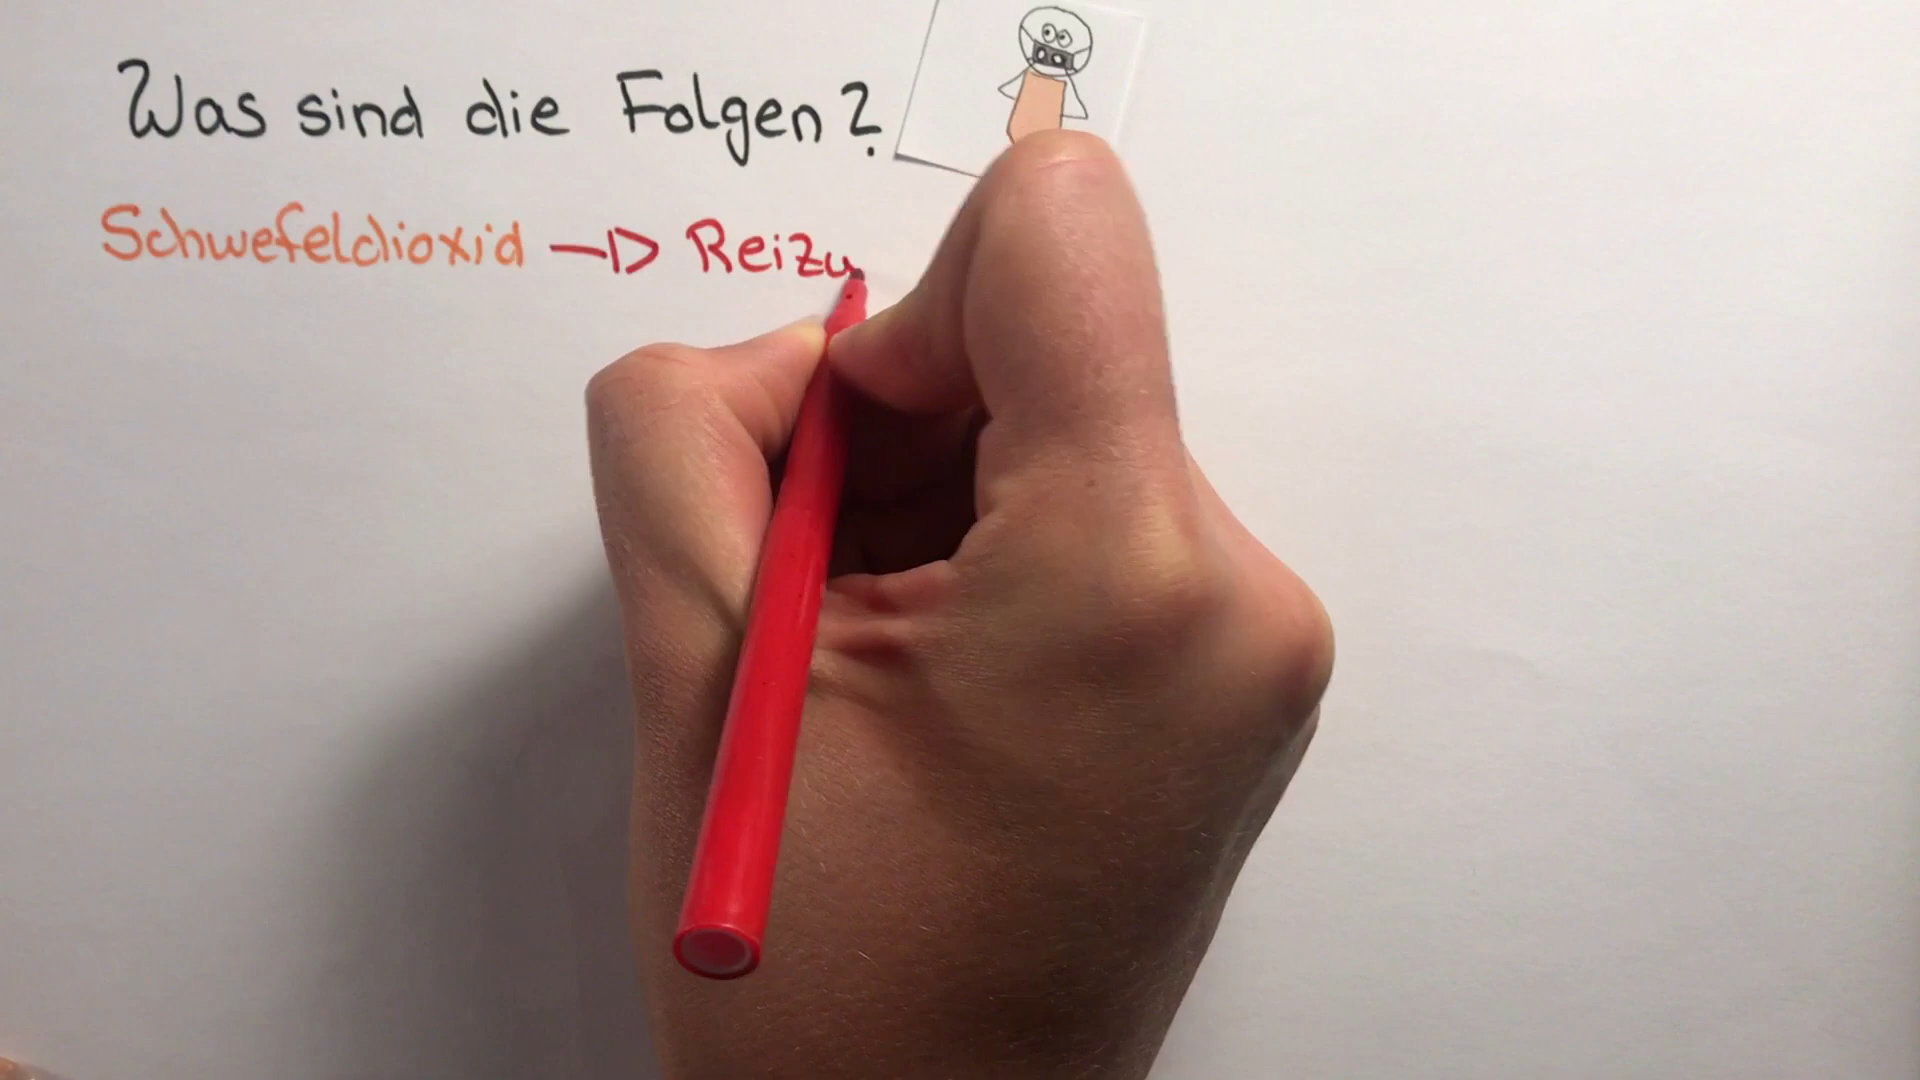 Was sind die Folgen?
Schwefeldioxid → Reizu